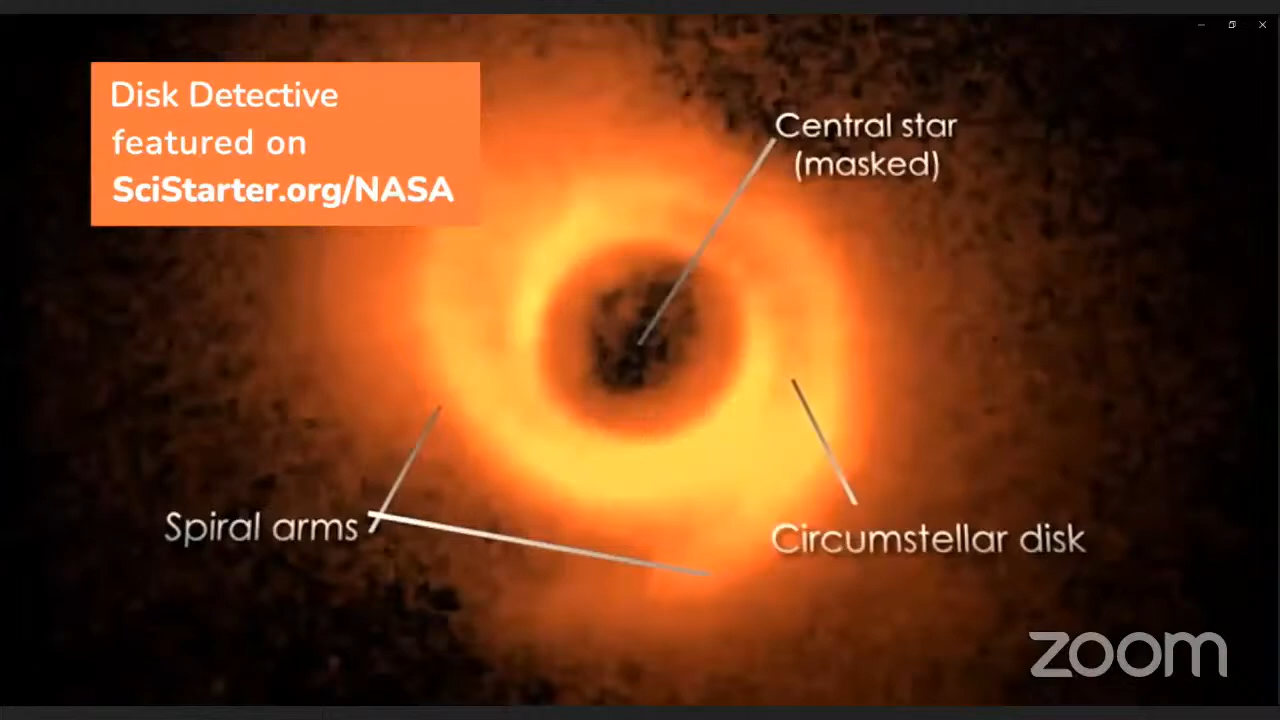 Disk Detective
featured on
SciStarter.org/NASA
Central star
(masked)
Spiral arms
Circumstellar disk
zoom